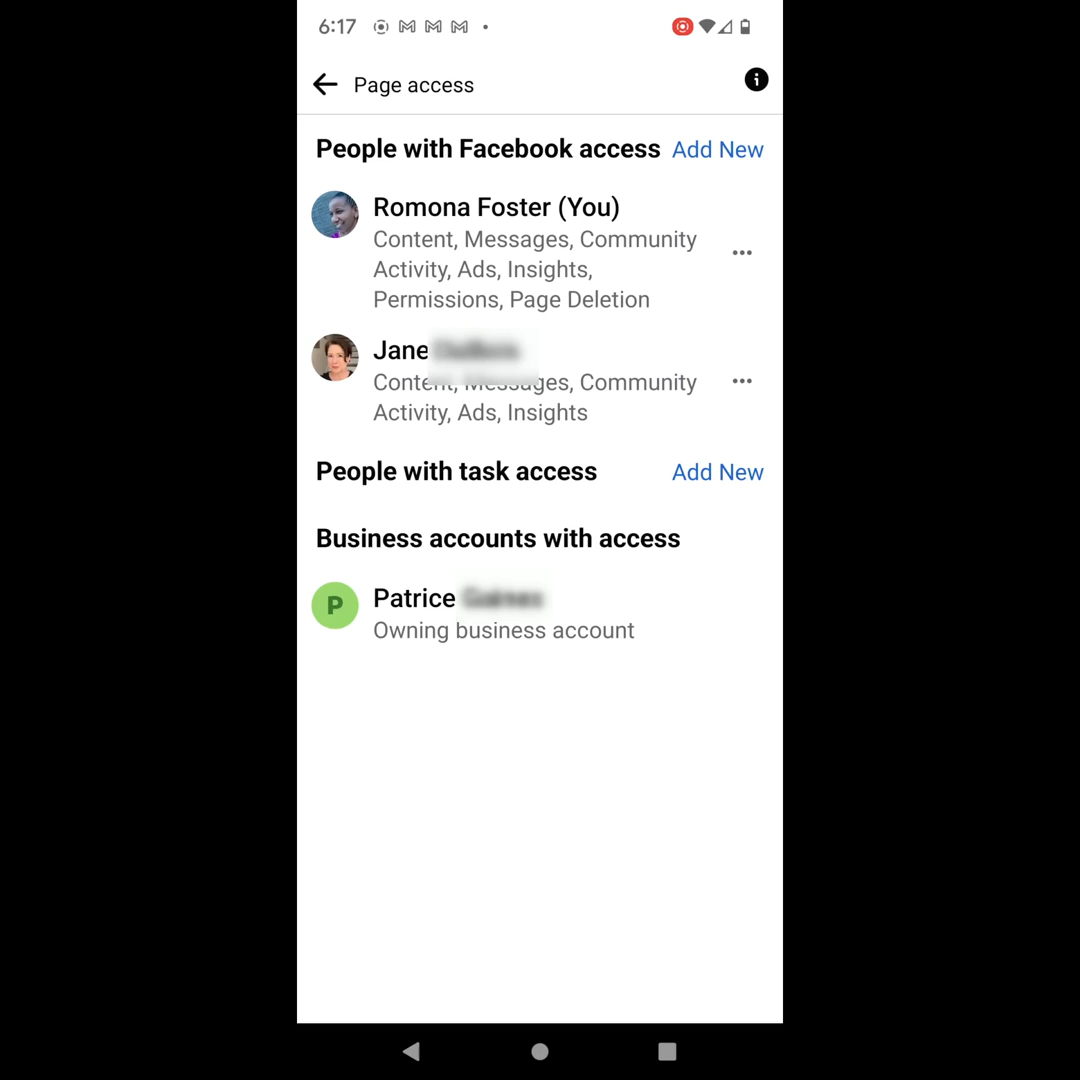 6:17
Page access
People with Facebook access Add New
Romona Foster (You)
Content, Messages, Community
Activity, Ads, Insights,
Permissions, Page Deletion
Jane
Content, Messages, Community
Activity, Ads, Insights
People with task access Add New
Business accounts with access
P
Patrice
Owning business account